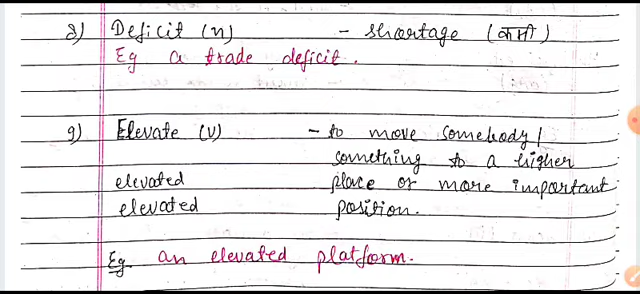 8) Deficit (n) - shortage (कमी)
Eg a trade deficit.
9) Elevate (v) - to move somebody/
something to a higher
elevated place or more important
elevated position.
Eg an elevated platform.